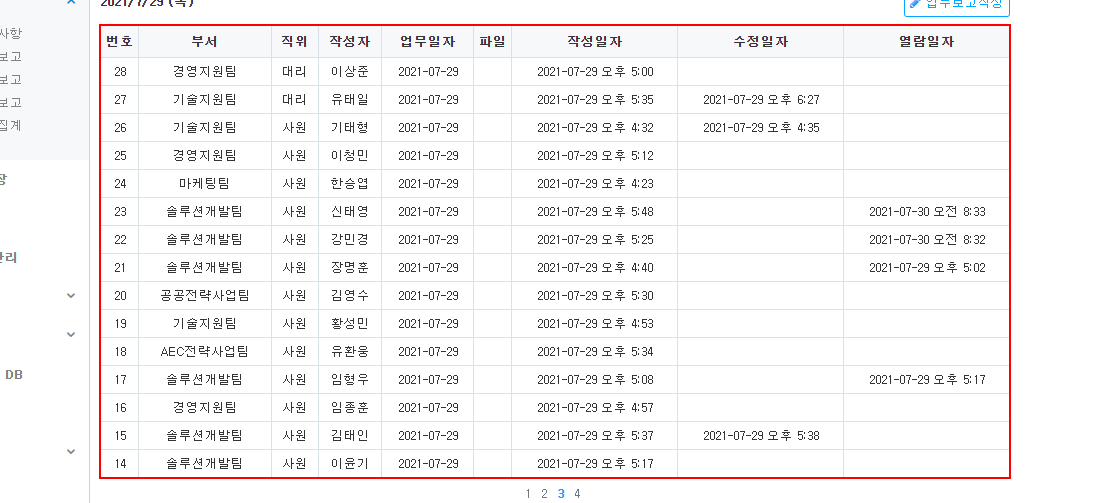 2021/7/29 (목)
업무보고작성
사항
보고
보고
보고
집계
장
관리
DB
번호 부서 직위 작성자 업무일자 파일 작성일자 수정일자 열람일자
28 경영지원팀 대리 이상준 2021-07-29 2021-07-29 오후 5:00
27 기술지원팀 대리 유태일 2021-07-29 2021-07-29 오후 5:35 2021-07-29 오후 6:27
26 기술지원팀 사원 기태형 2021-07-29 2021-07-29 오후 4:32 2021-07-29 오후 4:35
25 경영지원팀 사원 이청민 2021-07-29 2021-07-29 오후 5:12
24 마케팅팀 사원 한승엽 2021-07-29 2021-07-29 오후 4:23
23 솔루션개발팀 사원 신태영 2021-07-29 2021-07-29 오후 5:48 2021-07-30 오전 8:33
22 솔루션개발팀 사원 강민경 2021-07-29 2021-07-29 오후 5:25 2021-07-30 오전 8:32
21 솔루션개발팀 사원 장명훈 2021-07-29 2021-07-29 오후 4:40 2021-07-29 오후 5:02
20 공공전략사업팀 사원 김영수 2021-07-29 2021-07-29 오후 5:30
19 기술지원팀 사원 황성민 2021-07-29 2021-07-29 오후 4:53
18 AEC전략사업팀 사원 유환웅 2021-07-29 2021-07-29 오후 5:34
17 솔루션개발팀 사원 임형우 2021-07-29 2021-07-29 오후 5:08 2021-07-29 오후 5:17
16 경영지원팀 사원 임종훈 2021-07-29 2021-07-29 오후 4:57
15 솔루션개발팀 사원 김태인 2021-07-29 2021-07-29 오후 5:37 2021-07-29 오후 5:38
14 솔루션개발팀 사원 이윤기 2021-07-29 2021-07-29 오후 5:17
1 2 3 4